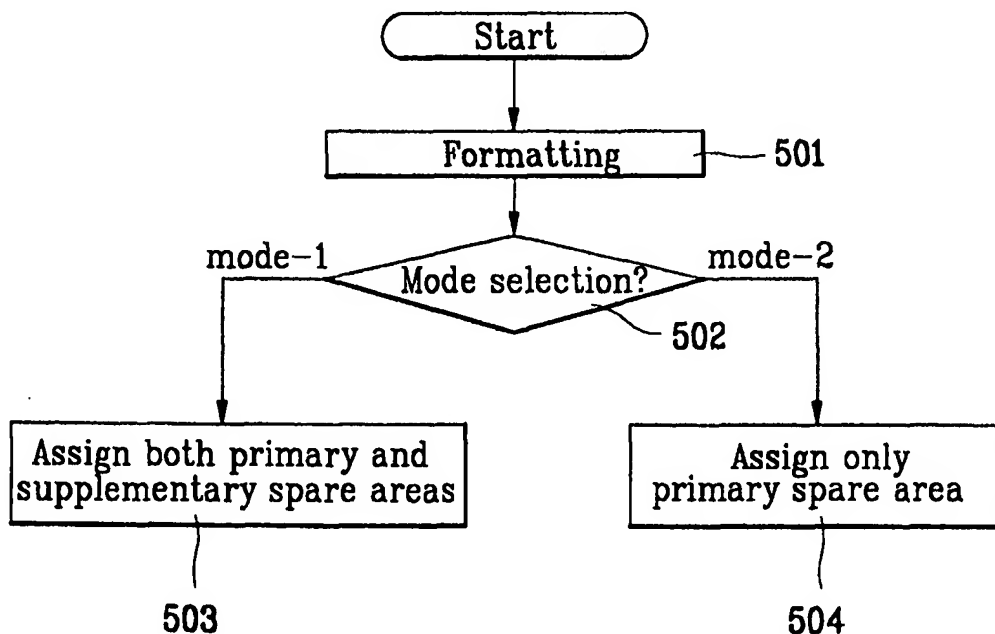 Start
Formatting
501
mode-1
Mode selection?
mode-2
502
Assign both primary and
supplementary spare areas
Assign only
primary spare area
503
504